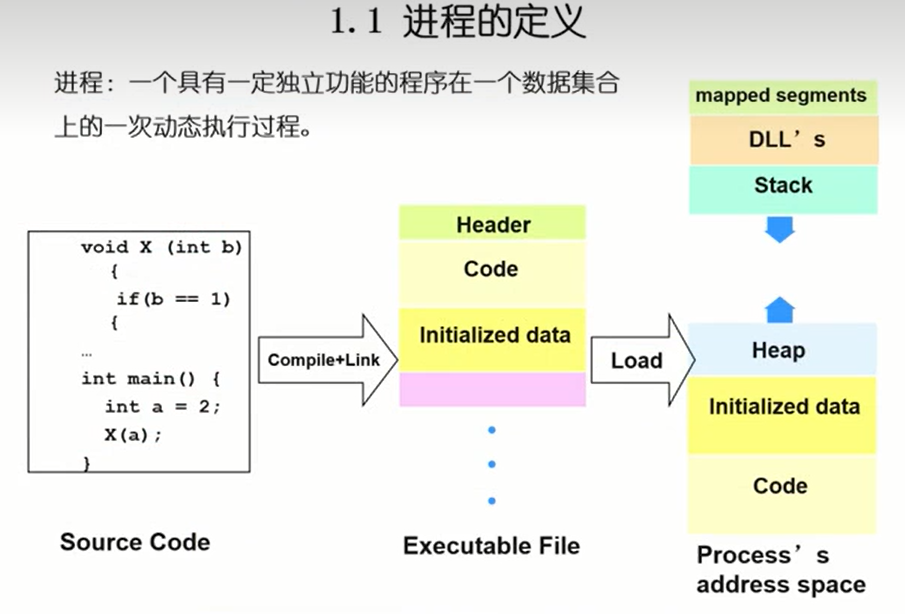 1.1 进程的定义
进程：一个具有一定独立功能的程序在一个数据集合
上的一次动态执行过程。
void X (int b)
{
if(b == 1)
{
…
int main() {
int a = 2;
X(a);
}
Source Code
Compile+Link
Header
Code
Initialized data
Executable File
Load
mapped segments
DLL’s
Stack
Heap
Initialized data
Code
Process’s
address space